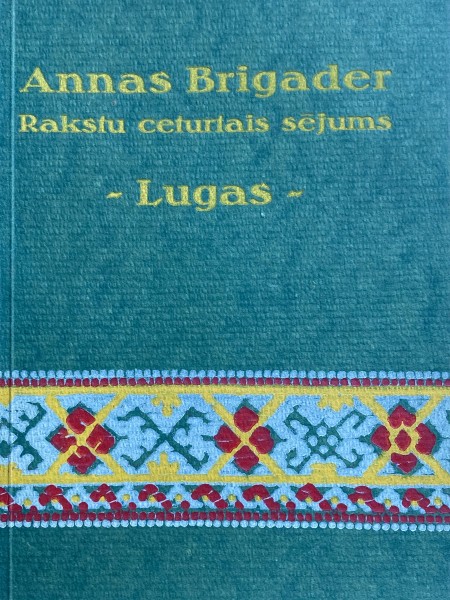 Annas Brigader
Rakstu ceturtais sējums
- Lugas -